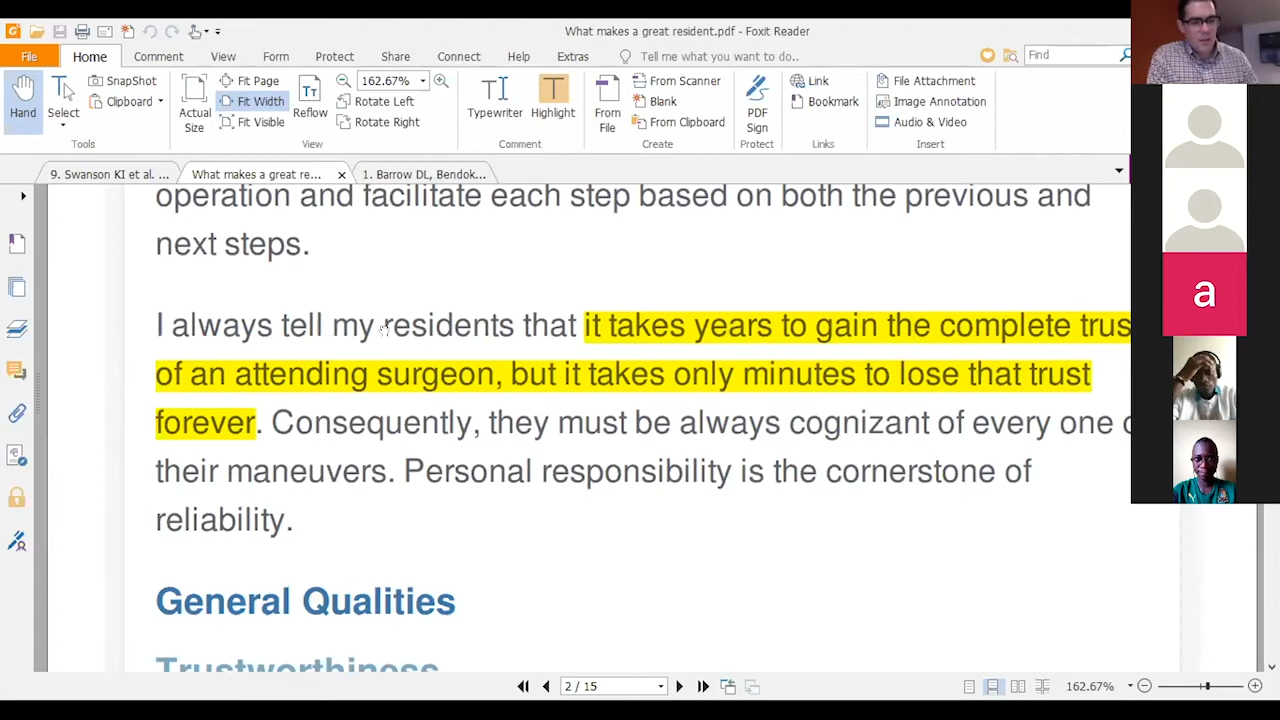 What makes a great resident.pdf - Foxit Reader
File Home Comment View Form Protect Share Connect Help Extras Tell me what you want to do.. Find
Hand
Select
SnapShot
Clipboard
Tools
Actual Size
Fit Page
Fit Width
Fit Visible
Reflow
162.67%
Rotate Left
Rotate Right
View
Typewriter
Highlight
Comment
From File
From Scanner
Blank
From Clipboard
Create
PDF Sign
Protect
Link
Bookmark
Links
File Attachment
Image Annotation
Audio & Video
Insert
9. Swanson KI et al. ... What makes a great re... x 1. Barrow DL, Bendok...
operation and facilitate each step based on both the previous and
next steps.
I always tell my residents that it takes years to gain the complete trus
of an attending surgeon, but it takes only minutes to lose that trust
forever. Consequently, they must be always cognizant of every one
their maneuvers. Personal responsibility is the cornerstone of
reliability.
General Qualities
Trustworthiness
a
2 / 15
162.67%